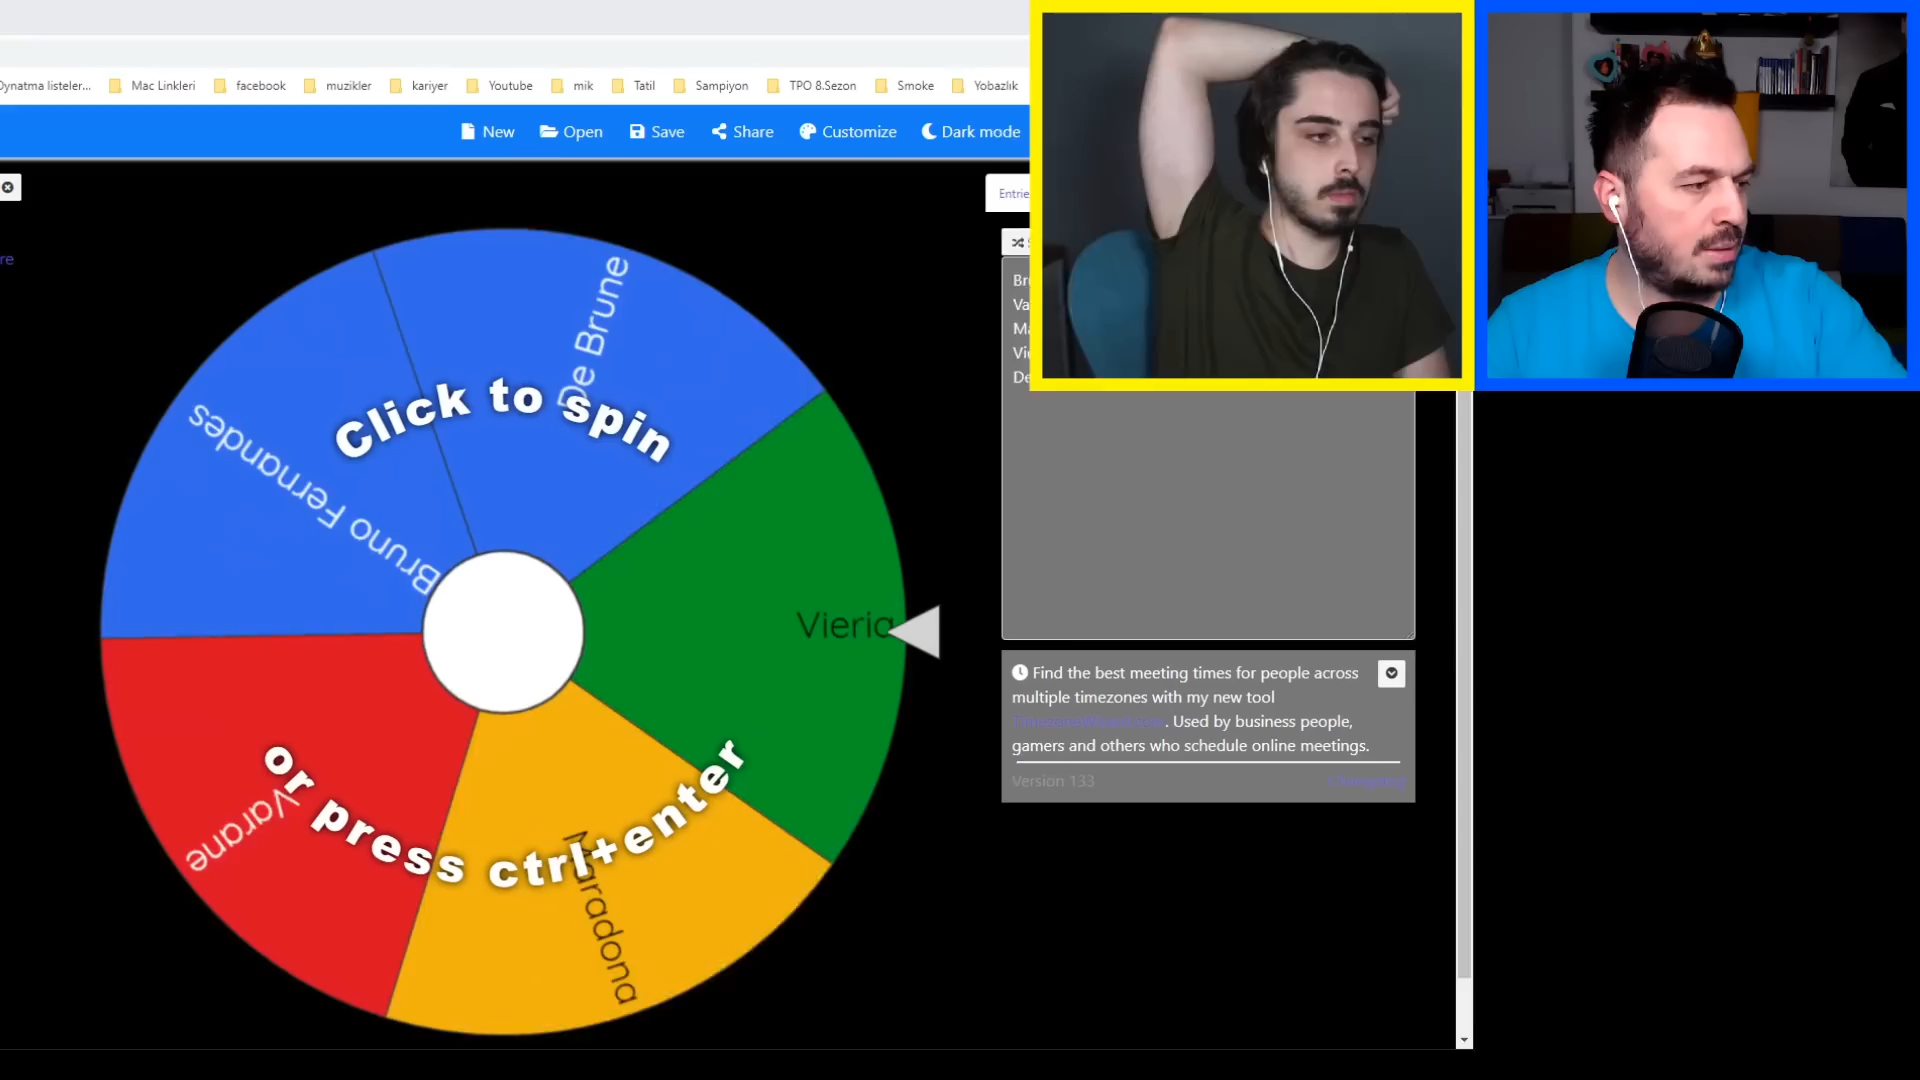 Mac Linkleri
facebook
muzikler
kariyer
Youtube
mik
Tatil
Sampiyon
TPO 8.Sezon
Smoke
Yobazlık
New
Open
Save
Share
Customize
Dark mode
De Brune
Click to spin
Bruno Fernandes
Vieria
or press ctrl+enter
Varane
Maradona
Find the best meeting times for people across
multiple timezones with my new tool
TimezoneWizard.com. Used by business people,
gamers and others who schedule online meetings.
Version 133
Changelog